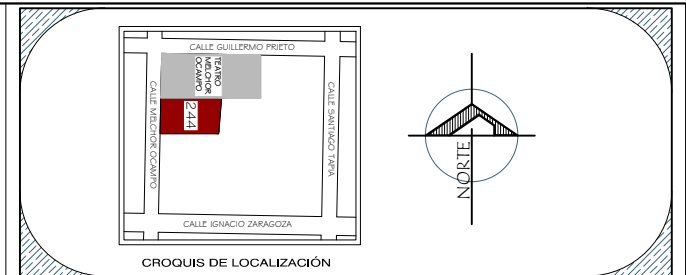 CALLE GUILLERMO PRIETO
TEATRO
MELCHOR
OCAMPO
244
CALLE MELCHOR OCAMPO
CALLE SANTIAGO TAPIA
CALLE IGNACIO ZARAGOZA
CROQUIS DE LOCALIZACIÓN
NORTE